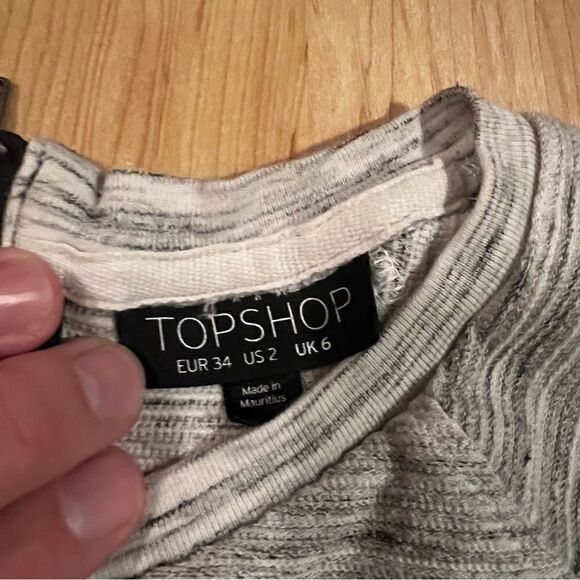 TOPSHOP
EUR 34 US 2 UK 6
Made in
Mauritius